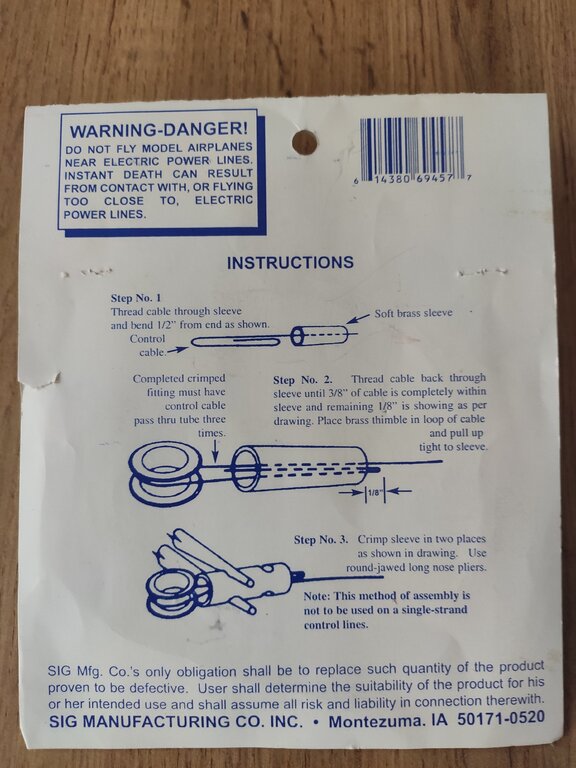 WARNING-DANGER!
DO NOT FLY MODEL AIRPLANES
NEAR ELECTRIC POWER LINES.
INSTANT DEATH CAN RESULT
FROM CONTACT WITH, OR FLYING
TOO CLOSE TO, ELECTRIC
POWER LINES.
6 14380 69457 7
INSTRUCTIONS
Step No. 1
Thread cable through sleeve
and bend 1/2" from end as shown.
Soft brass sleeve
Control
cable.
Completed crimped
fitting must have
control cable
pass thru tube three
times.
Step No. 2. Thread cable back through
sleeve until 3/8" of cable is completely within
sleeve and remaining 1/8" is showing as per
drawing. Place brass thimble in loop of cable
and pull up
tight to sleeve.
1/8"
Step No. 3. Crimp sleeve in two places
as shown in drawing. Use
round-jawed long nose pliers.
Note: This method of assembly is
not to be used on a single-strand
control lines.
SIG Mfg. Co.'s only obligation shall be to replace such quantity of the product
proven to be defective. User shall determine the suitability of the product for his
or her intended use and shall assume all risk and liability in connection therewith.
SIG MANUFACTURING CO. INC. • Montezuma. IA 50171-0520